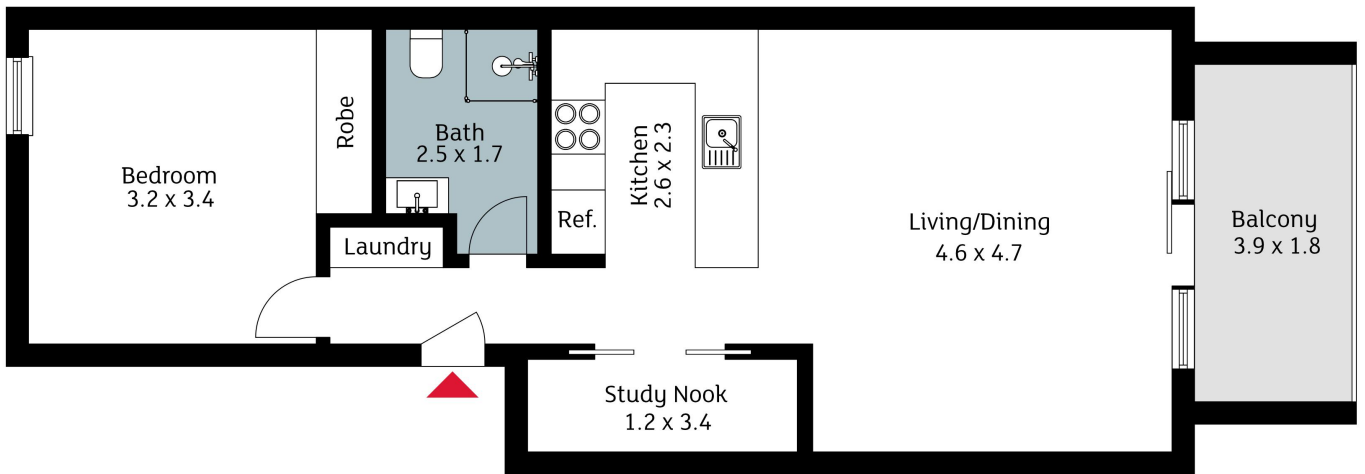 Bedroom
3.2 x 3.4
Robe
Bath
2.5 x 1.7
Laundry
Ref.
Kitchen
2.6 x 2.3
Living/Dining
4.6 x 4.7
Balcony
3.9 x 1.8
Study Nook
1.2 x 3.4